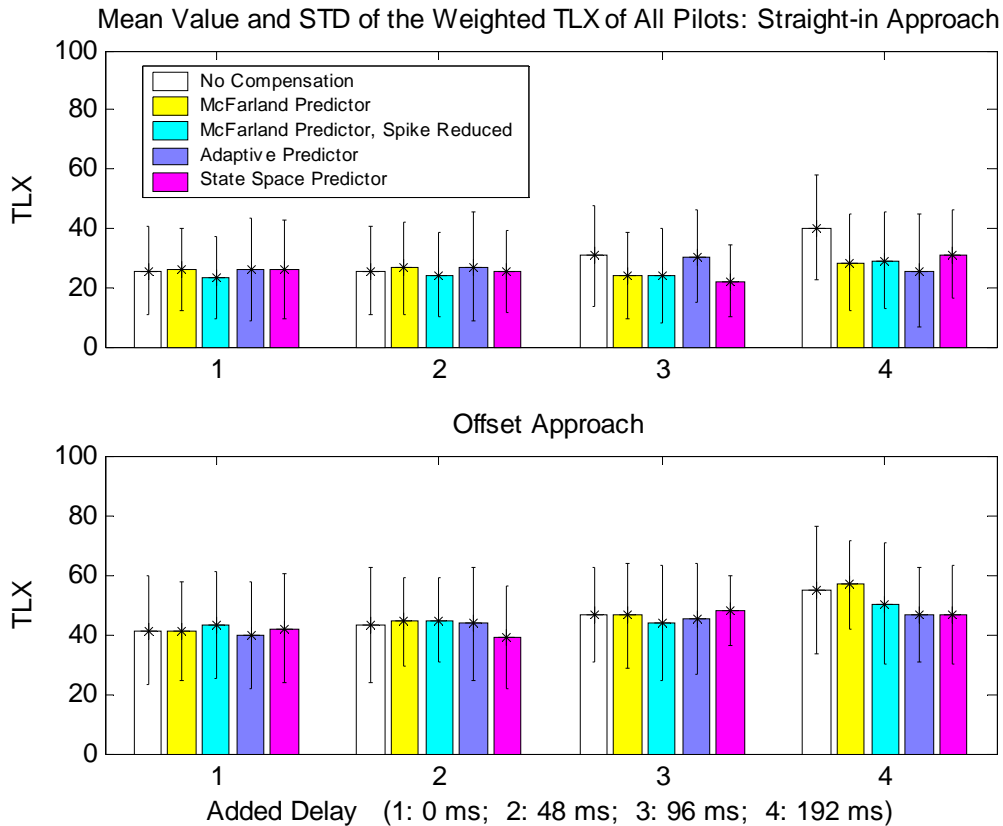 Mean Value and STD of the Weighted TLX of All Pilots: Straight-in Approach
100
80
60
40
20
0
TLX
No Compensation
McFarland Predictor
McFarland Predictor, Spike Reduced
Adaptive Predictor
State Space Predictor
1 2 3 4
Offset Approach
100
80
60
40
20
0
TLX
1 2 3 4
Added Delay (1: 0 ms; 2: 48 ms; 3: 96 ms; 4: 192 ms)